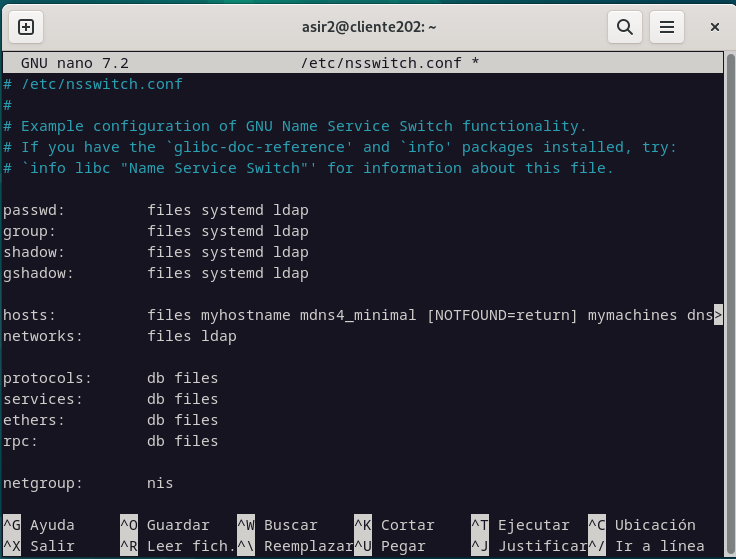 asir2@cliente202: ~
GNU nano 7.2 /etc/nsswitch.conf *
# /etc/nsswitch.conf
#
# Example configuration of GNU Name Service Switch functionality.
# If you have the `glibc-doc-reference' and `info' packages installed, try:
# `info libc "Name Service Switch"' for information about this file.
passwd: files systemd ldap
group: files systemd ldap
shadow: files systemd ldap
gshadow: files systemd ldap
hosts: files myhostname mdns4_minimal [NOTFOUND=return] mymachines dns>
networks: files ldap
protocols: db files
services: db files
ethers: db files
rpc: db files
netgroup: nis
^G Ayuda ^O Guardar ^W Buscar ^K Cortar ^T Ejecutar ^C Ubicación
^X Salir ^R Leer fich. ^\ Reemplazar ^U Pegar ^J Justificar ^/ Ir a línea